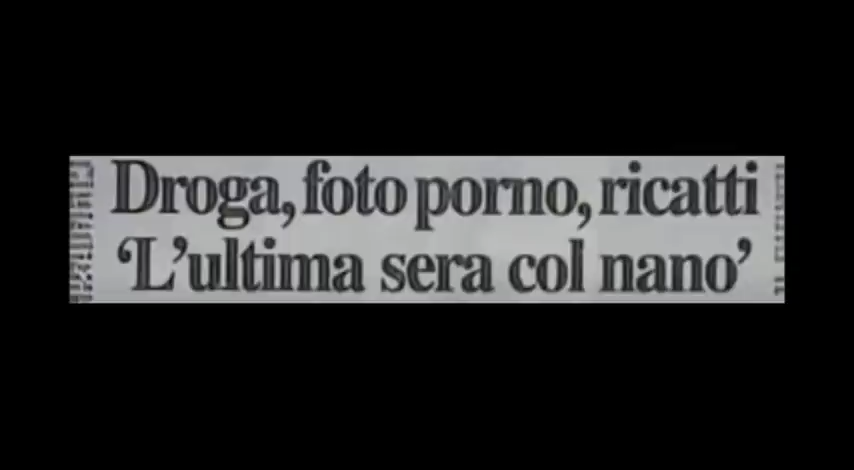 Droga, foto porno, ricatti
‘L’ultima sera col nano’